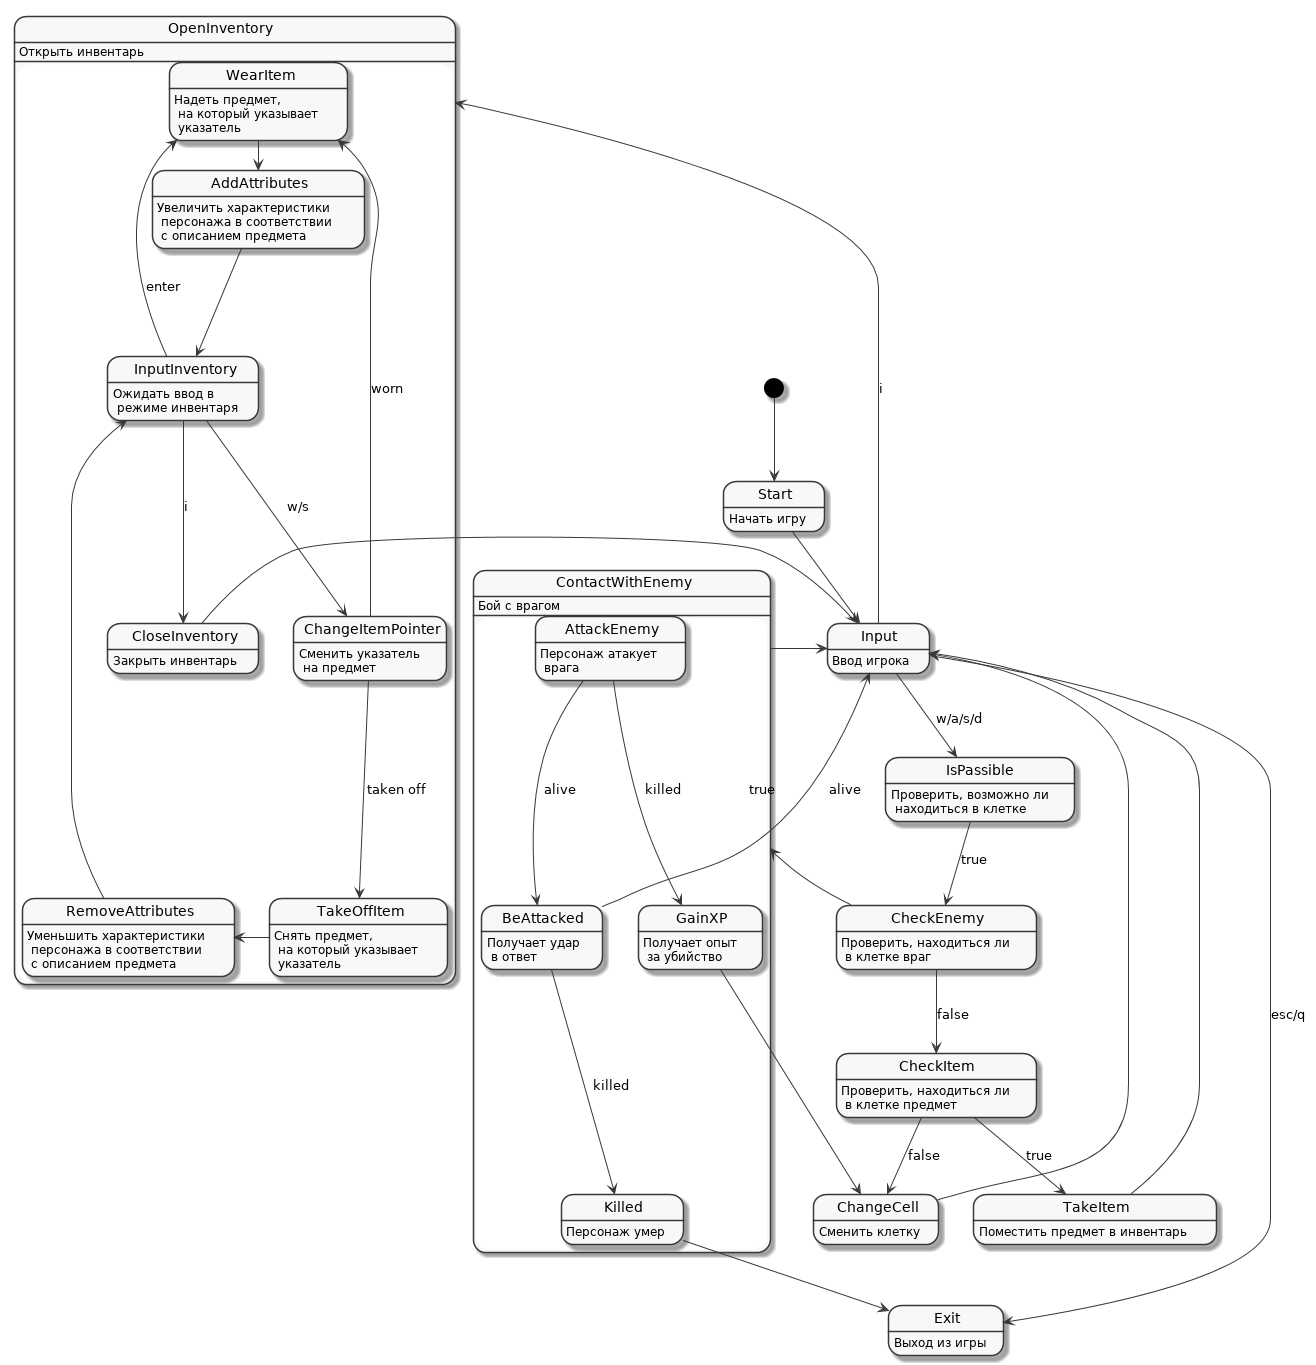 OpenInventory
Открыть инвентарь
WearItem
Надеть предмет,
на который указывает
указатель
AddAttributes
Увеличить характеристики
персонажа в соответствии
с описанием предмета
enter
InputInventory
Ожидать ввод в
режиме инвентаря
worn
i
Start
Начать игру
i
w/s
ContactWithEnemy
Бой с врагом
CloseInventory
Закрыть инвентарь
ChangeItemPointer
Сменить указатель
на предмет
AttackEnemy
Персонаж атакует
врага
Input
Ввод игрока
w/a/s/d
IsPassible
Проверить, возможно ли
находиться в клетке
taken off
alive
killed
true
alive
true
RemoveAttributes
Уменьшить характеристики
персонажа в соответствии
с описанием предмета
TakeOffItem
Снять предмет,
на который указывает
указатель
BeAttacked
Получает удар
в ответ
GainXP
Получает опыт
за убийство
CheckEnemy
Проверить, находиться ли
в клетке враг
false
esc/q
CheckItem
Проверить, находиться ли
в клетке предмет
killed
false
true
Killed
Персонаж умер
ChangeCell
Сменить клетку
TakeItem
Поместить предмет в инвентарь
Exit
Выход из игры